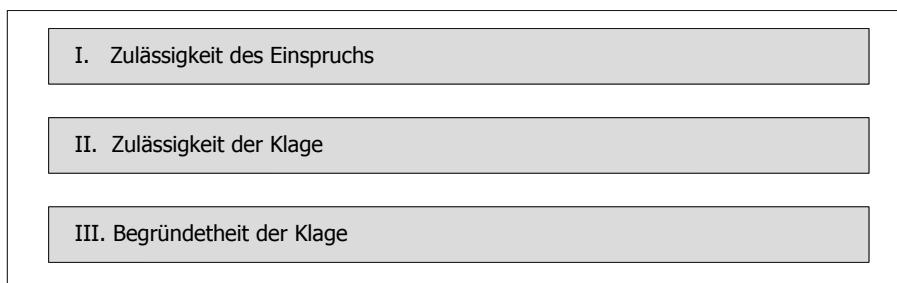 I. Zulässigkeit des Einspruchs
II. Zulässigkeit der Klage
III. Begründetheit der Klage